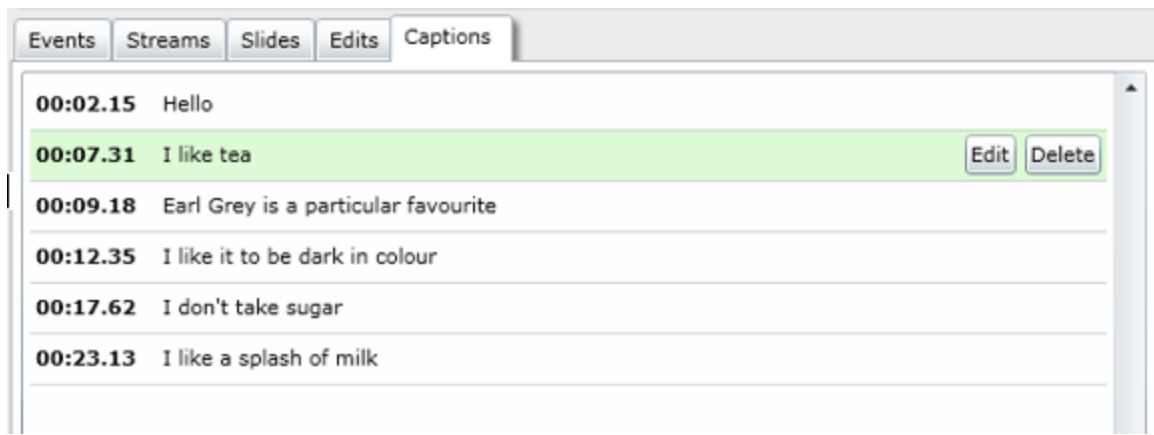 Events Streams Slides Edits Captions
00:02.15 Hello
00:07.31 I like tea Edit Delete
00:09.18 Earl Grey is a particular favourite
00:12.35 I like it to be dark in colour
00:17.62 I don't take sugar
00:23.13 I like a splash of milk